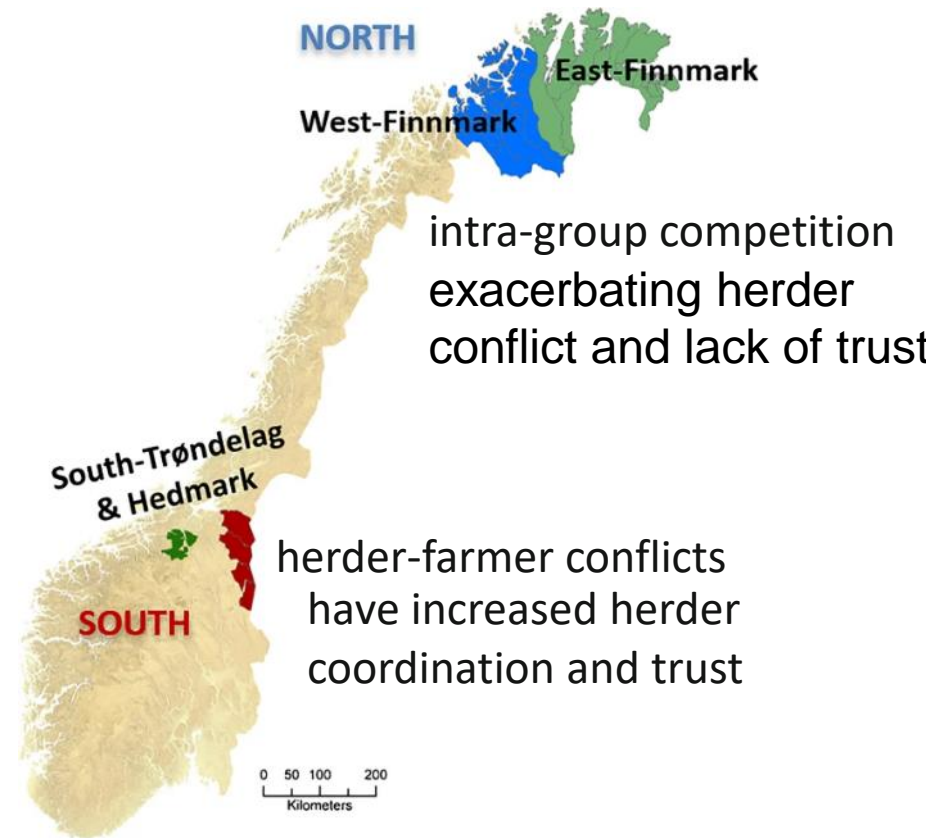 NORTH
East-Finnmark
West-Finnmark
intra-group competition
exacerbating herder
conflict and lack of trust
South-Trøndelag
& Hedmark
herder-farmer conflicts
have increased herder
SOUTH
coordination and trust
0 50 100 200
Kilometers